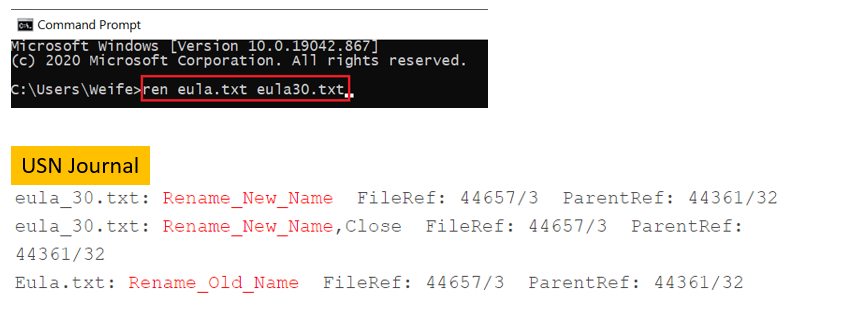 Command Prompt
Microsoft Windows [Version 10.0.19042.867]
(c) 2020 Microsoft Corporation. All rights reserved.
C:\Users\Weife>ren eula.txt eula30.txt
USN Journal
eula_30.txt: Rename_New_Name FileRef: 44657/3 ParentRef: 44361/32
eula_30.txt: Rename_New_Name,Close FileRef: 44657/3 ParentRef:
44361/32
Eula.txt: Rename_Old_Name FileRef: 44657/3 ParentRef: 44361/32